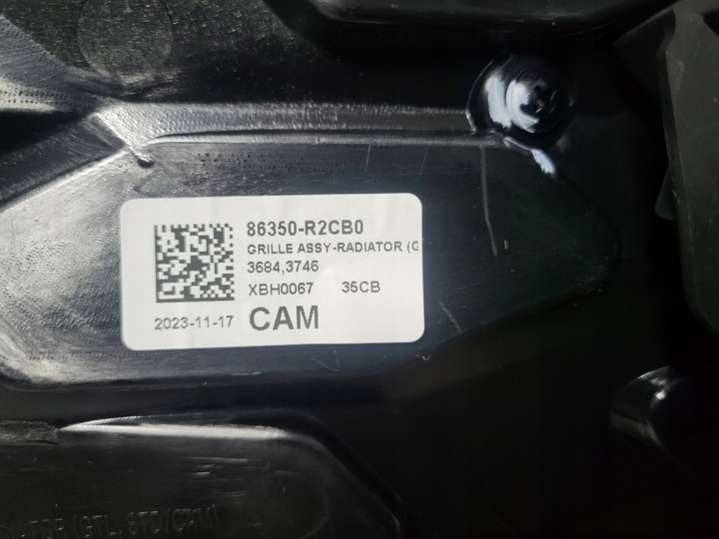 86350-R2CB0
GRILLE ASSY-RADIATOR (G
3684,3746
XBH0067 35CB
2023-11-17 CAM